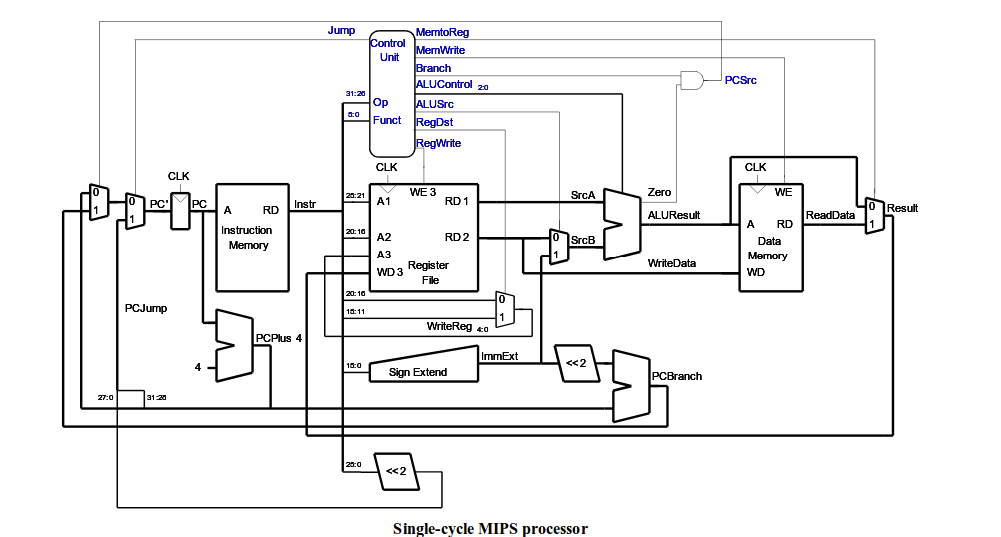 Jump
Control
Unit
MemtoReg
MemWrite
Branch
ALUControl 2:0
ALUSrc
RegDst
RegWrite
PCSrc
31:26
Op
5:0
Funct
CLK
CLK
CLK
0
1
0
1
PC'
PC
A
RD
Instruction
Memory
Instr
25:21
A1
WE 3
RD 1
20:16
A2
RD 2
A3
WD 3
Register
File
SrcA
0
1
SrcB
Zero
ALUResult
WriteData
WE
A
RD
Data
Memory
WD
ReadData
0
1
Result
20:16
15:11
0
1
WriteReg 4:0
PCJump
PCPlus 4
4
15:0
Sign Extend
ImmExt
<<2
PCBranch
27:0
31:28
25:0
<<2
Single-cycle MIPS processor